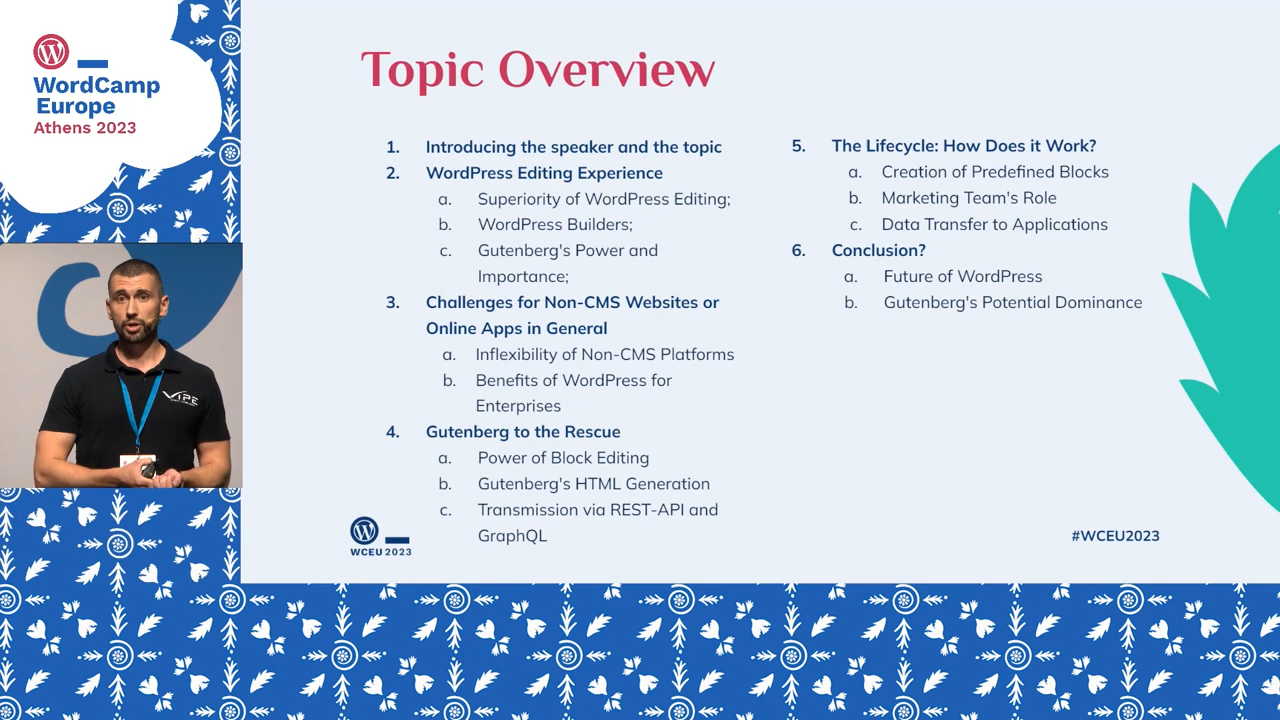 WordCamp
Europe
Athens 2023
VIPE
Topic Overview
1. Introducing the speaker and the topic
2. WordPress Editing Experience
a. Superiority of WordPress Editing;
b. WordPress Builders;
c. Gutenberg's Power and
Importance;
3. Challenges for Non-CMS Websites or
Online Apps in General
a. Inflexibility of Non-CMS Platforms
b. Benefits of WordPress for
Enterprises
4. Gutenberg to the Rescue
a. Power of Block Editing
b. Gutenberg's HTML Generation
c. Transmission via REST-API and
GraphQL
5. The Lifecycle: How Does it Work?
a. Creation of Predefined Blocks
b. Marketing Team's Role
c. Data Transfer to Applications
6. Conclusion?
a. Future of WordPress
b. Gutenberg's Potential Dominance
WCEU 2023
#WCEU2023